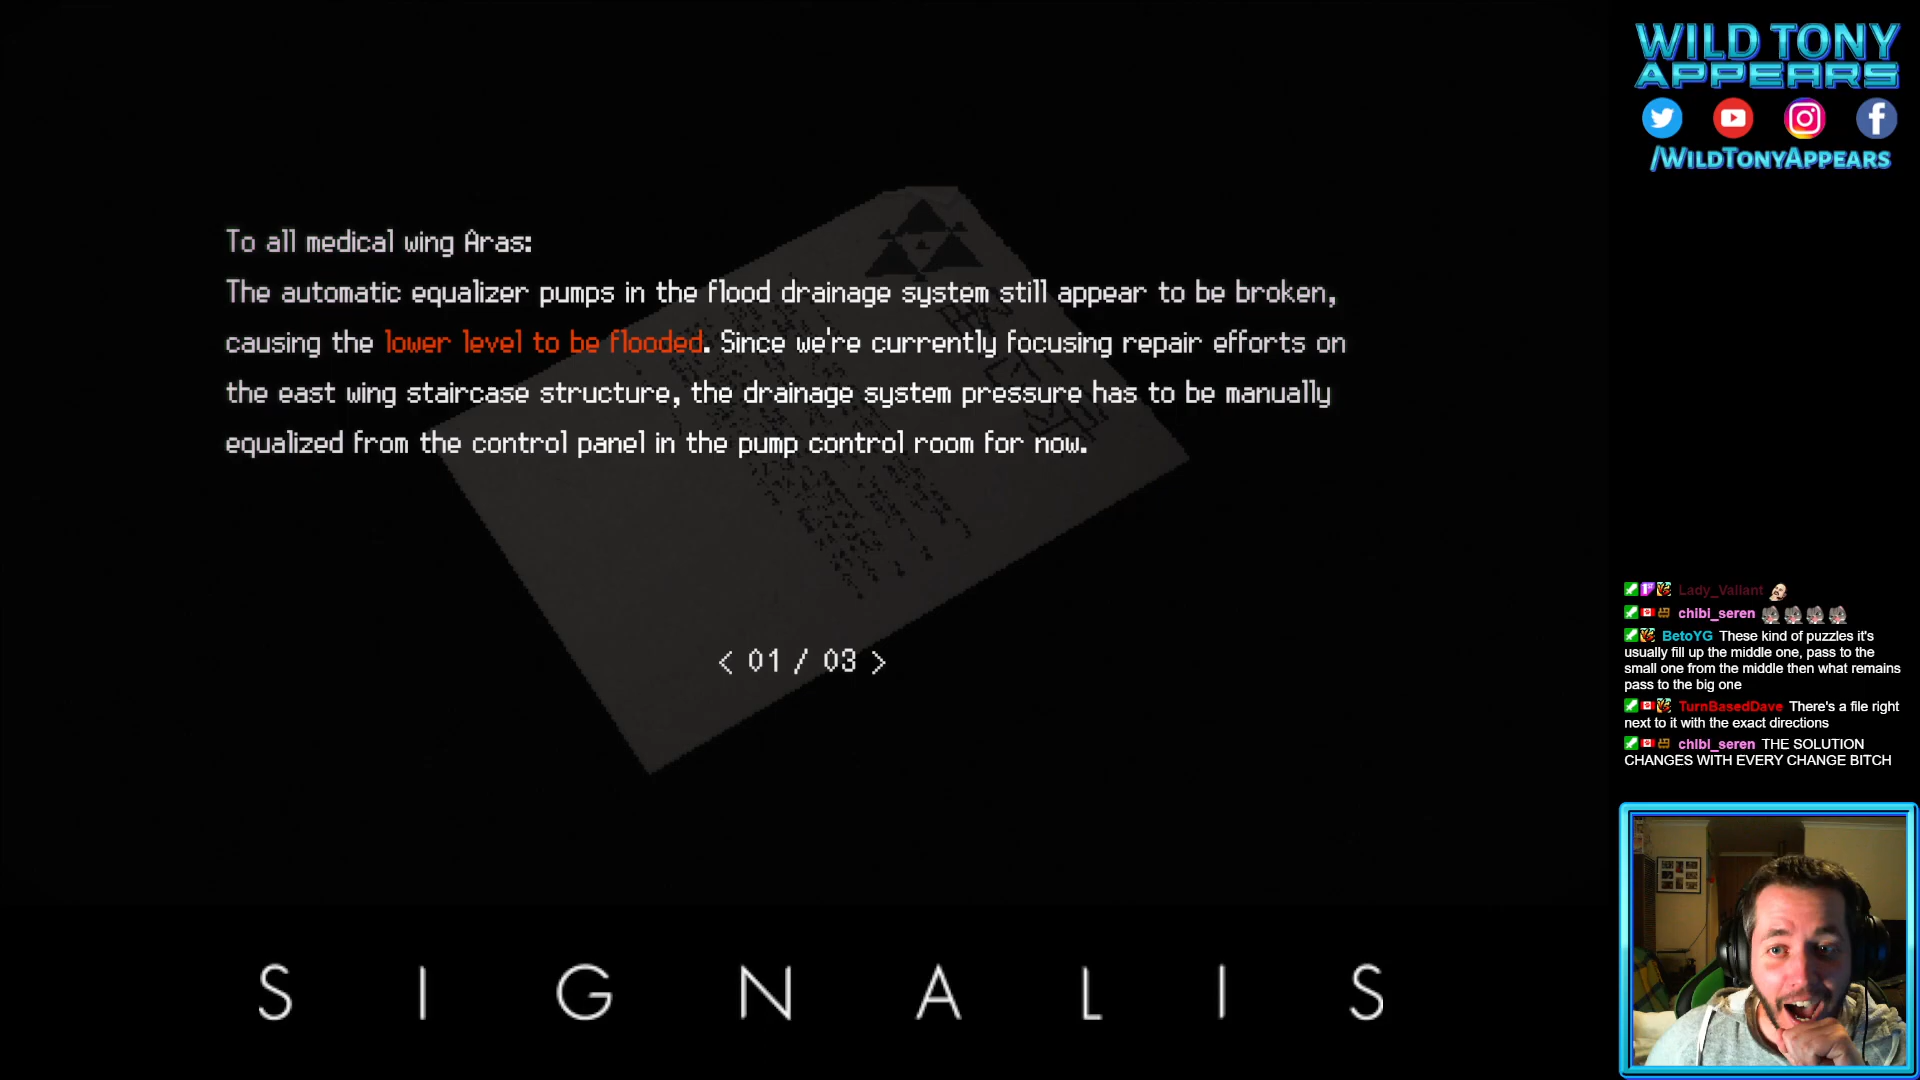 WILD TONY
APPEARS
/WILDTONYAPPEARS
To all medical wing Aras:
The automatic equalizer pumps in the flood drainage system still appear to be broken,
causing the lower level to be flooded. Since we're currently focusing repair efforts on
the east wing staircase structure, the drainage system pressure has to be manually
equalized from the control panel in the pump control room for now.
< 01 / 03 >
Lady_Valiant
chibi_seren
BetoYG These kind of puzzles it's
usually fill up the middle one, pass to the
small one from the middle then what remains
pass to the big one
TurnBasedDave There's a file right
next to it with the exact directions
chibi_seren THE SOLUTION
CHANGES WITH EVERY CHANGE BITCH
SIGNALIS